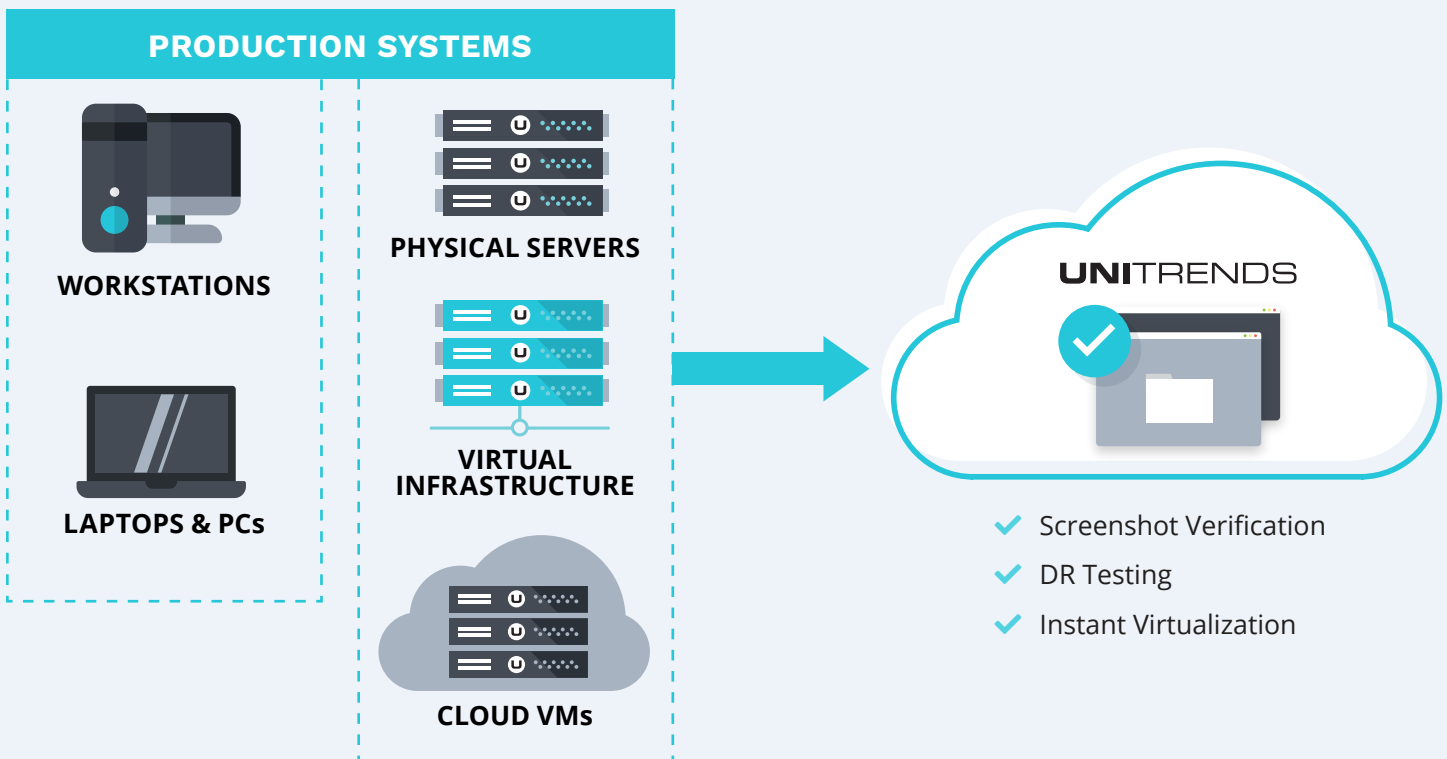 PRODUCTION SYSTEMS
WORKSTATIONS
LAPTOPS & PCs
PHYSICAL SERVERS
VIRTUAL
INFRASTRUCTURE
CLOUD VMs
UNITRENDS
Screenshot Verification
DR Testing
Instant Virtualization